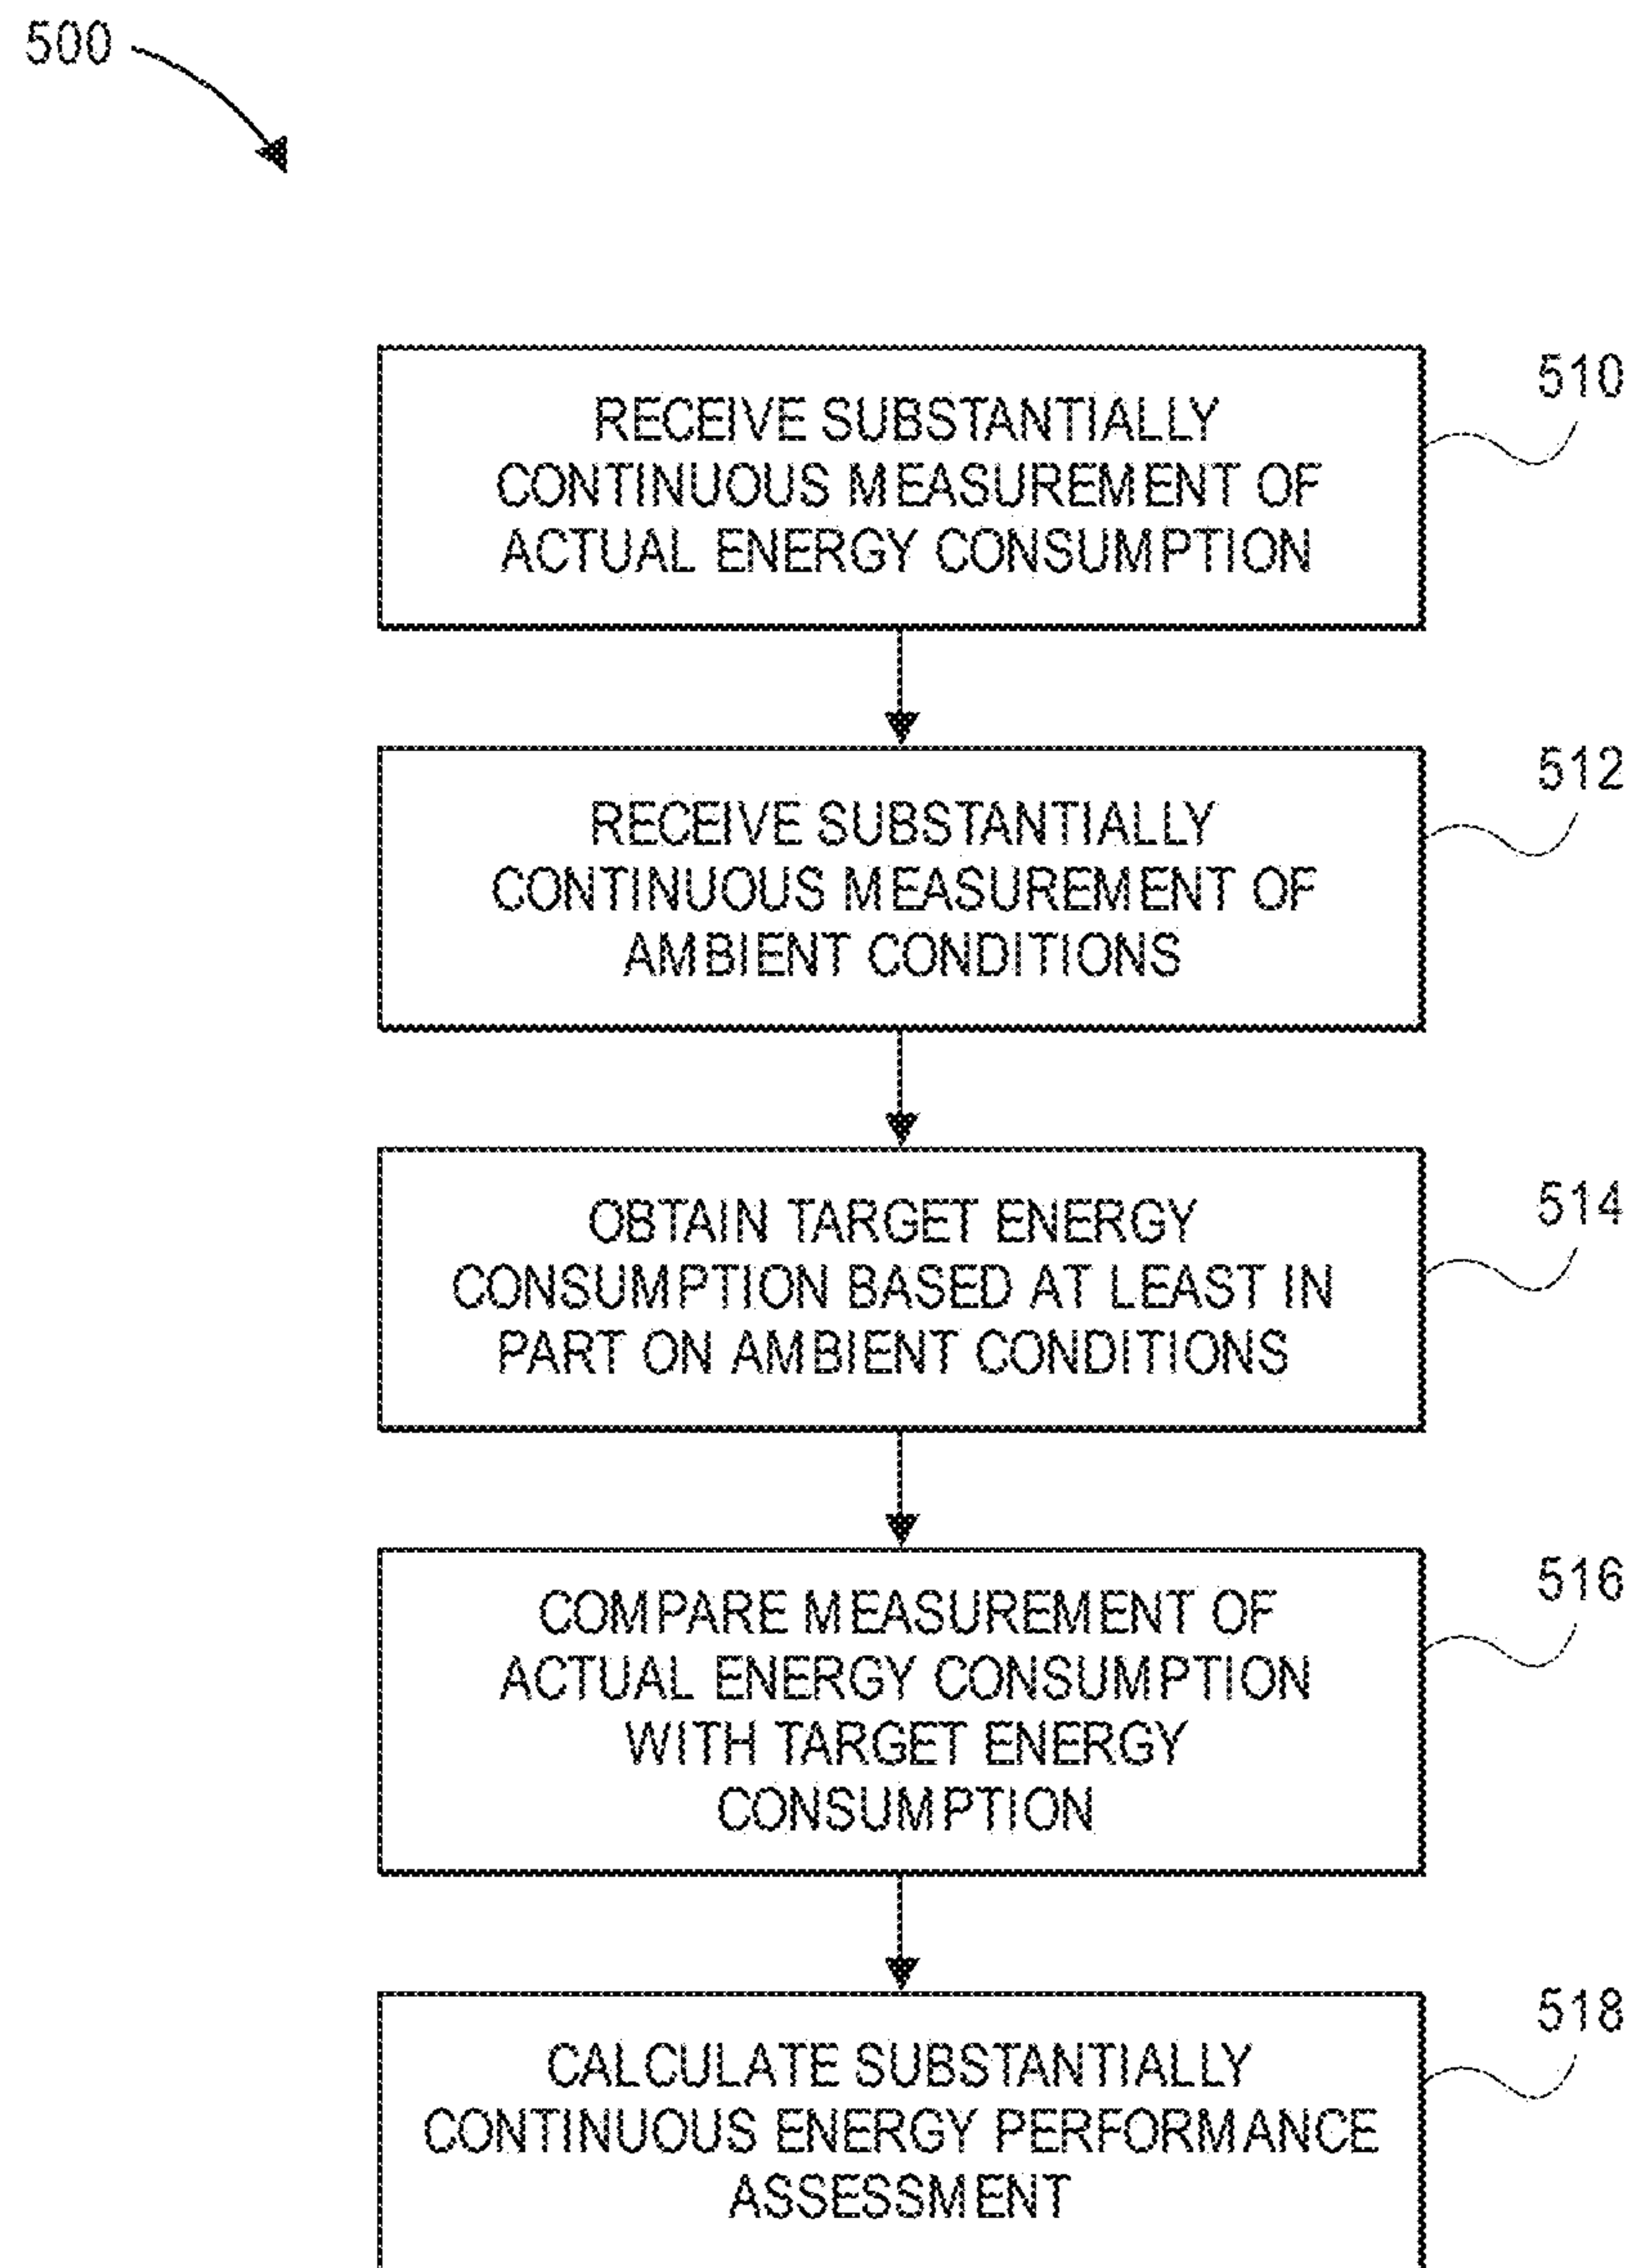 500
RECEIVE SUBSTANTIALLY
CONTINUOUS MEASUREMENT OF
ACTUAL ENERGY CONSUMPTION
510
RECEIVE SUBSTANTIALLY
CONTINUOUS MEASUREMENT OF
AMBIENT CONDITIONS
512
OBTAIN TARGET ENERGY
CONSUMPTION BASED AT LEAST IN
PART ON AMBIENT CONDITIONS
514
COMPARE MEASUREMENT OF
ACTUAL ENERGY CONSUMPTION
WITH TARGET ENERGY
CONSUMPTION
516
CALCULATE SUBSTANTIALLY
CONTINUOUS ENERGY PERFORMANCE
ASSESSMENT
518